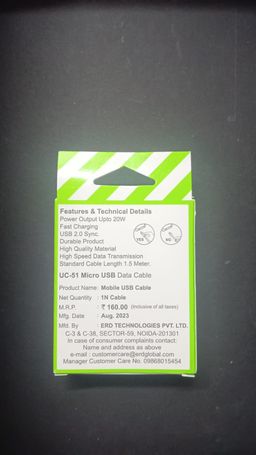 Features & Technical Details
Power Output Upto 20W
Fast Charging
USB 2.0 Sync.
Durable Product
High Quality Material
High Speed Data Transmission
Standard Cable Length 1.5 Meter.
YES
NO
UC-51 Micro USB Data Cable
Product Name: Mobile USB Cable
Net Quantity : 1N Cable
M.R.P. : ₹ 160.00 (Inclusive of all taxes)
Mfg. Date : Aug. 2023
Mfd. By : ERD TECHNOLOGIES PVT. LTD.
C-3 & C-38, SECTOR-59, NOIDA-201301
In case of consumer complaints contact:
Name and address as above
e-mail : customercare@erdglobal.com
Manager Customer Care No. 09868015454